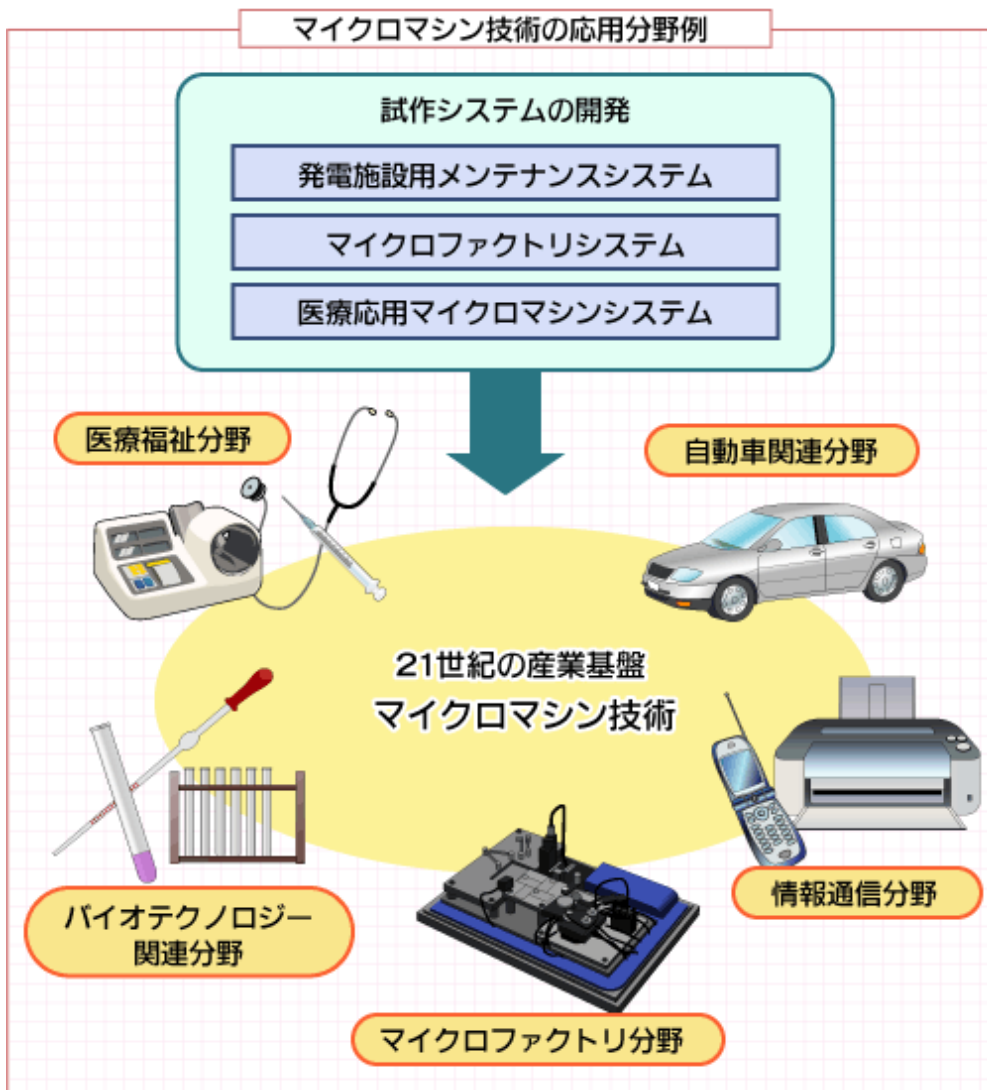 マイクロマシン技術の応用分野例
試作システムの開発
発電施設用メンテナンスシステム
マイクロファクトリシステム
医療応用マイクロマシンシステム
医療福祉分野
自動車関連分野
21世紀の産業基盤
マイクロマシン技術
情報通信分野
バイオテクノロジー
関連分野
マイクロファクトリ分野